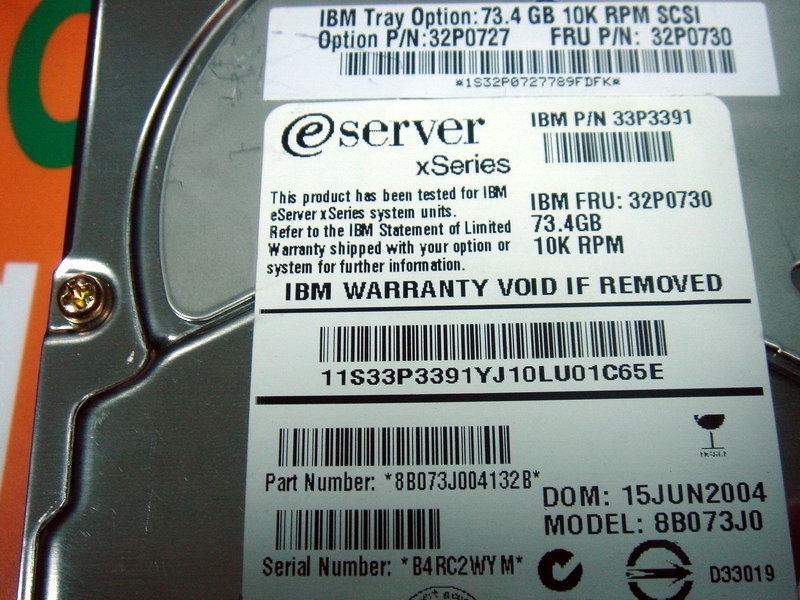 IBM Tray Option: 73.4 GB 10K RPM SCSI
Option P/N:32P0727 FRU P/N: 32P0730
*1S32P0727789FDFK*
eserver
xSeries
IBM P/N 33P3391
This product has been tested for IBM
eServer xSeries system units.
Refer to the IBM Statement of Limited
Warranty shipped with your option or
system for further information.
IBM FRU: 32P0730
73.4GB
10K RPM
IBM WARRANTY VOID IF REMOVED
11S33P3391YJ10LU01C65E
Part Number: *8B073J004132B*
DOM: 15JUN2004
MODEL: 8B073J0
Serial Number: *B4RC2WYM*
D33019